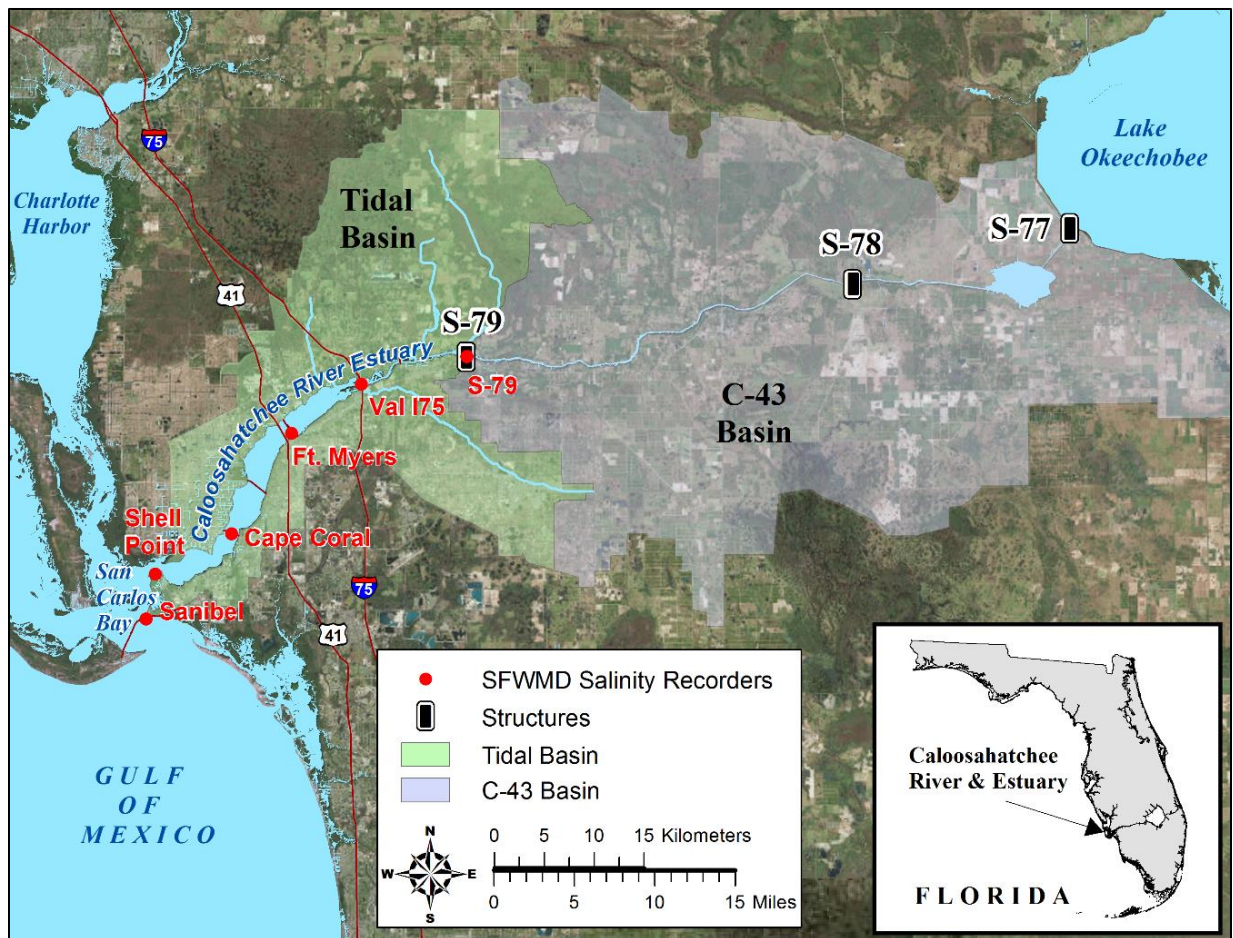 75
Lake
Okeechobee
Charlotte
Harbor
Tidal
Basin
S-77
S-78
41
S-79
S-79
Caloosahatchee River Estuary
Val I75
C-43
Basin
Ft. Myers
Shell
Point
Cape Coral
San
Carlos
Bay
Sanibel
75
41
GULF
OF
MEXICO
SFWMD Salinity Recorders
Structures
Tidal Basin
C-43 Basin
0 5 10 15 Kilometers
0 5 10 15 Miles
N
W E
S
Caloosahatchee
River & Estuary
FLORIDA